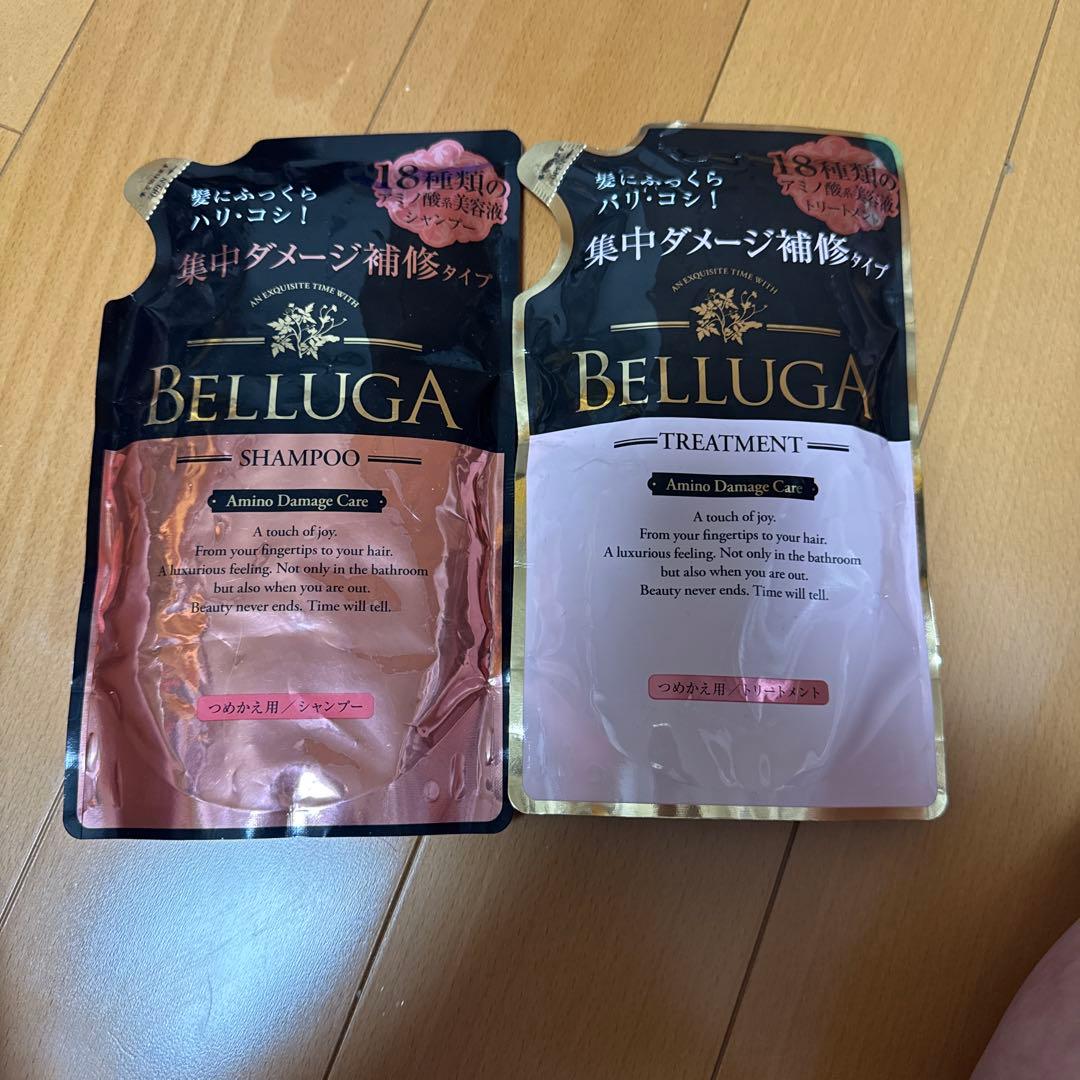 髪にふっくら
ハリ・コシ!
18種類の
アミノ酸系美容液
シャンプー
集中ダメージ補修タイプ
AN EXQUISITE TIME WITH
BELLUGA
SHAMPOO
Amino Damage Care
A touch of joy.
From your fingertips to your hair.
A luxurious feeling. Not only in the bathroom
but also when you are out.
Beauty never ends. Time will tell.
つめかえ用/シャンプー
髪にふっくら
ハリ・コシ!
18種類の
アミノ酸系美容液
トリートメント
集中ダメージ補修タイプ
AN EXQUISITE TIME WITH
BELLUGA
TREATMENT
Amino Damage Care
A touch of joy.
From your fingertips to your hair.
A luxurious feeling. Not only in the bathroom
but also when you are out.
Beauty never ends. Time will tell.
つめかえ用/トリートメント